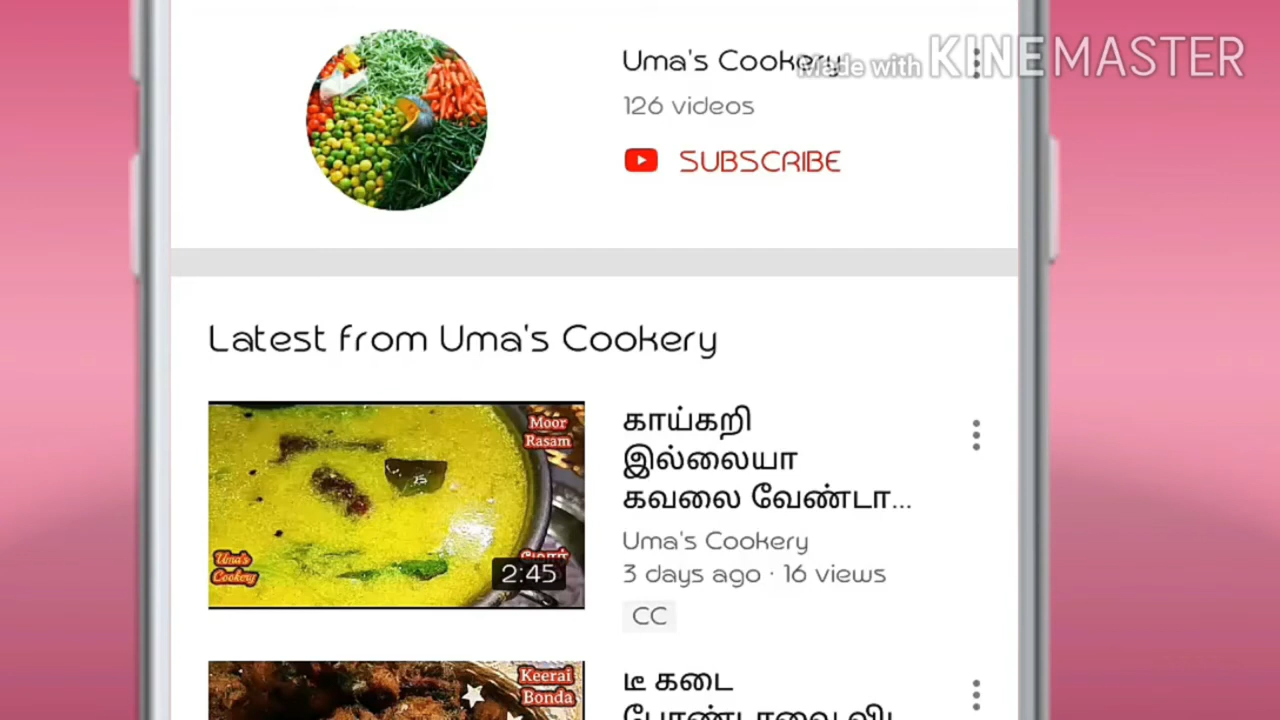 Uma's Cookery
Made with KINEMASTER
126 videos
SUBSCRIBE
Latest from Uma's Cookery
Moor
Rasam
Uma's
Cookery
மோர்
2:45
காய்கறி
இல்லையா
கவலை வேண்டா...
Uma's Cookery
3 days ago · 16 views
CC
Keerai
Bonda
டீ கடை